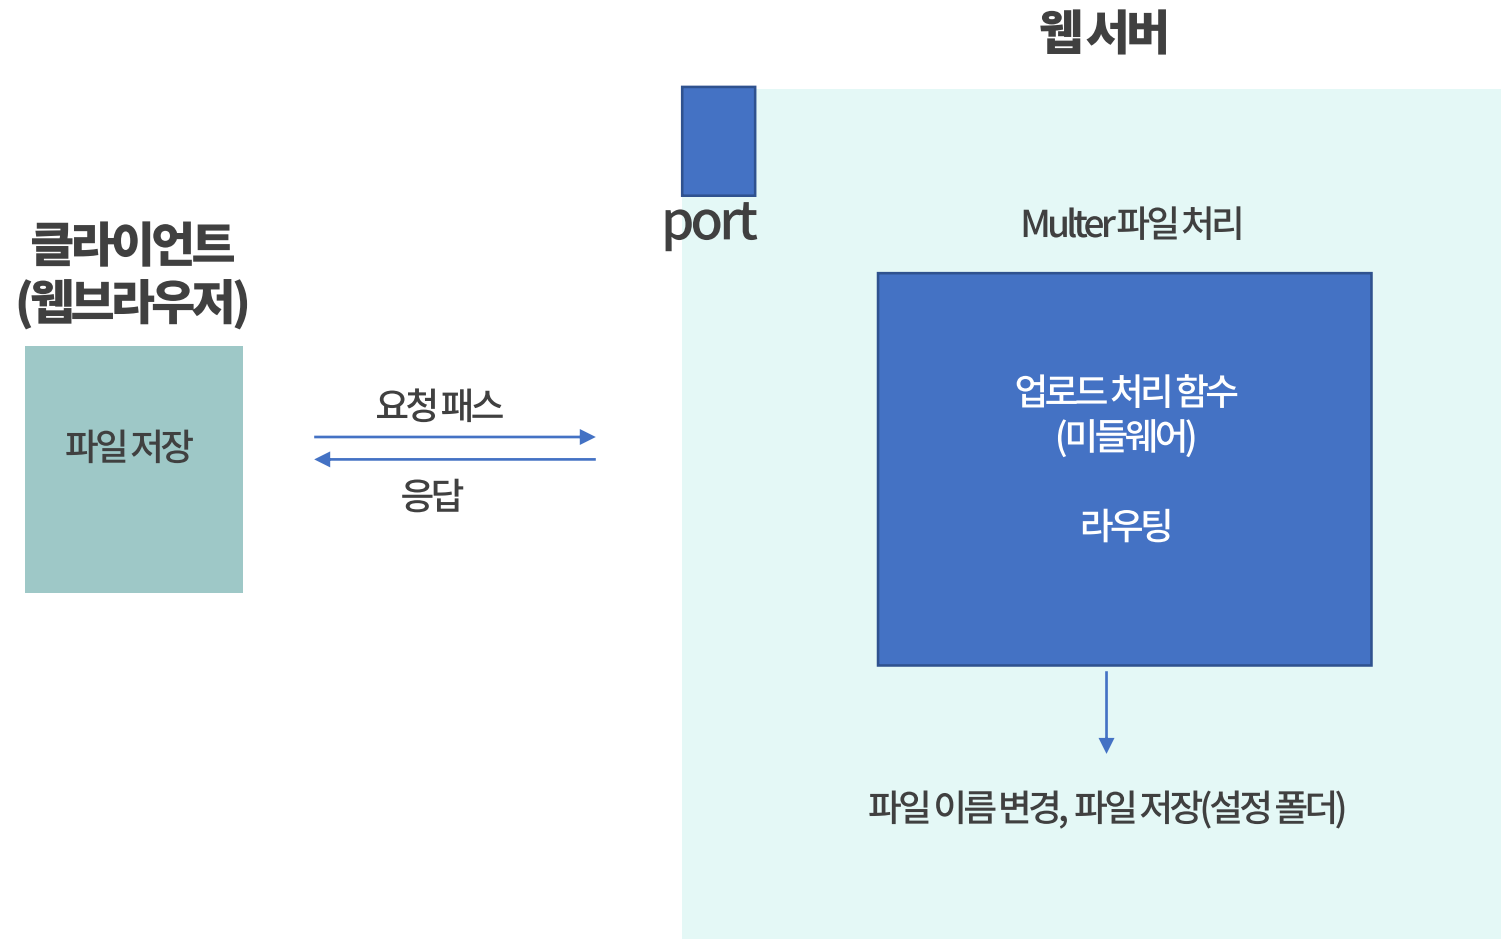 웹 서버
port
Multer 파일 처리
클라이언트
(웹브라우저)
파일 저장
요청 패스
응답
업로드 처리 함수
(미들웨어)
라우팅
파일 이름 변경, 파일 저장(설정 폴더)